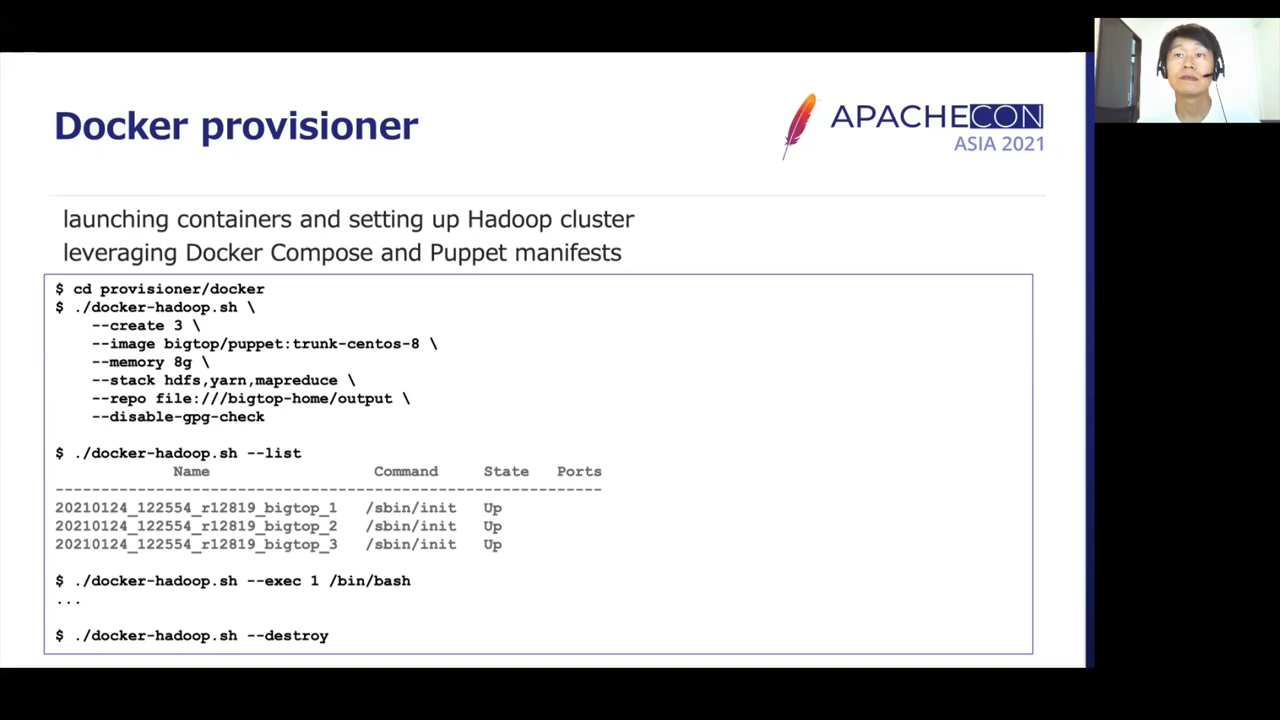 Docker provisioner
APACHECON
ASIA 2021
launching containers and setting up Hadoop cluster
leveraging Docker Compose and Puppet manifests
$ cd provisioner/docker
$ ./docker-hadoop.sh \
    --create 3 \
    --image bigtop/puppet:trunk-centos-8 \
    --memory 8g \
    --stack hdfs,yarn,mapreduce \
    --repo file:///bigtop-home/output \
    --disable-gpg-check
$ ./docker-hadoop.sh --list
             Name                  Command     State   Ports
------------------------------------------------------------
20210124_122554_r12819_bigtop_1   /sbin/init   Up
20210124_122554_r12819_bigtop_2   /sbin/init   Up
20210124_122554_r12819_bigtop_3   /sbin/init   Up
$ ./docker-hadoop.sh --exec 1 /bin/bash
...
$ ./docker-hadoop.sh --destroy